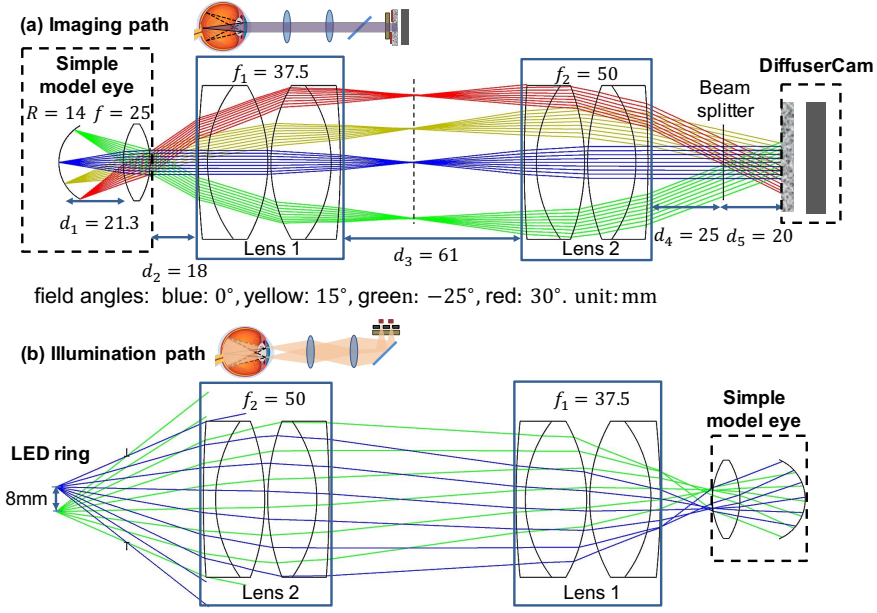 (a) Imaging path
Simple
model eye
R = 14 f = 25
d₁ = 21.3
d₂ = 18
f₁ = 37.5
Lens 1
d₃ = 61
f₂ = 50
Lens 2
Beam
splitter
d₄ = 25 d₅ = 20
DiffuserCam
field angles: blue: 0°, yellow: 15°, green: −25°, red: 30°. unit: mm
(b) Illumination path
LED ring
8mm
f₂ = 50
Lens 2
f₁ = 37.5
Lens 1
Simple
model eye